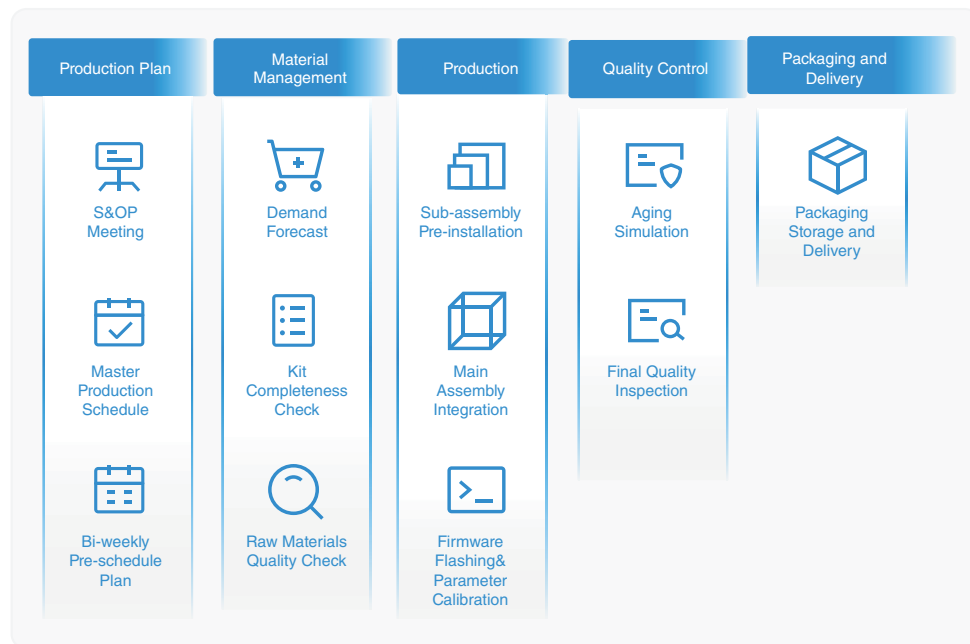 Production Plan
Material
Management
Production
Quality Control
Packaging and
Delivery
S&OP
Meeting
Demand
Forecast
Sub-assembly
Pre-installation
Aging
Simulation
Packaging
Storage and
Delivery
Master
Production
Schedule
Kit
Completeness
Check
Main
Assembly
Integration
Final Quality
Inspection
Bi-weekly
Pre-schedule
Plan
Raw Materials
Quality Check
Firmware
Flashing&
Parameter
Calibration